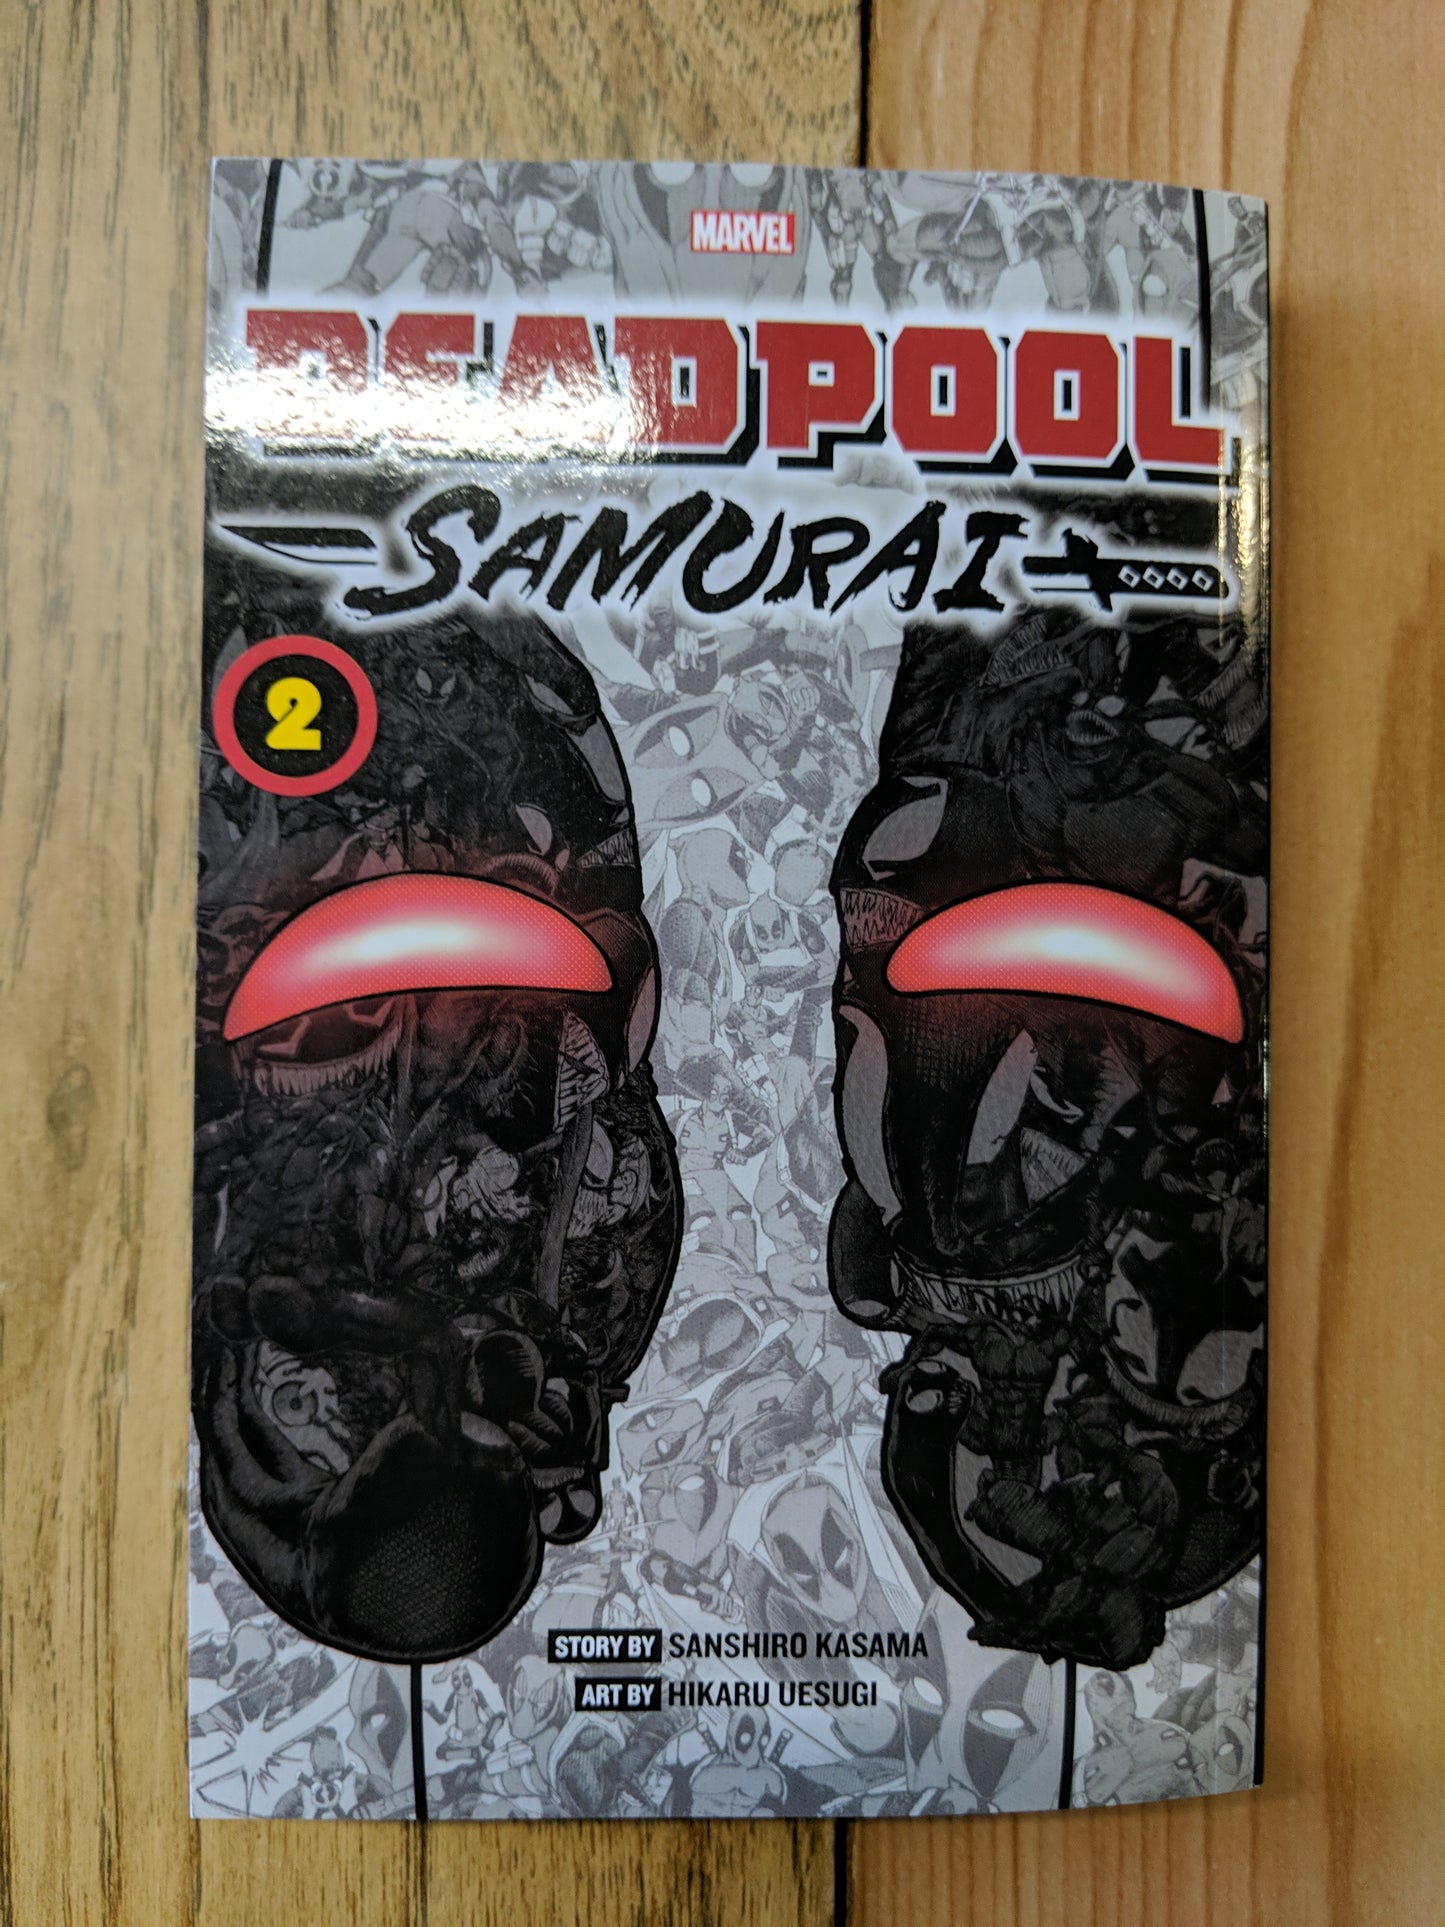 MARVEL
DEADPOOL
SAMURAI
2
STORY BY SANSHIRO KASAMA
ART BY HIKARU UESUGI